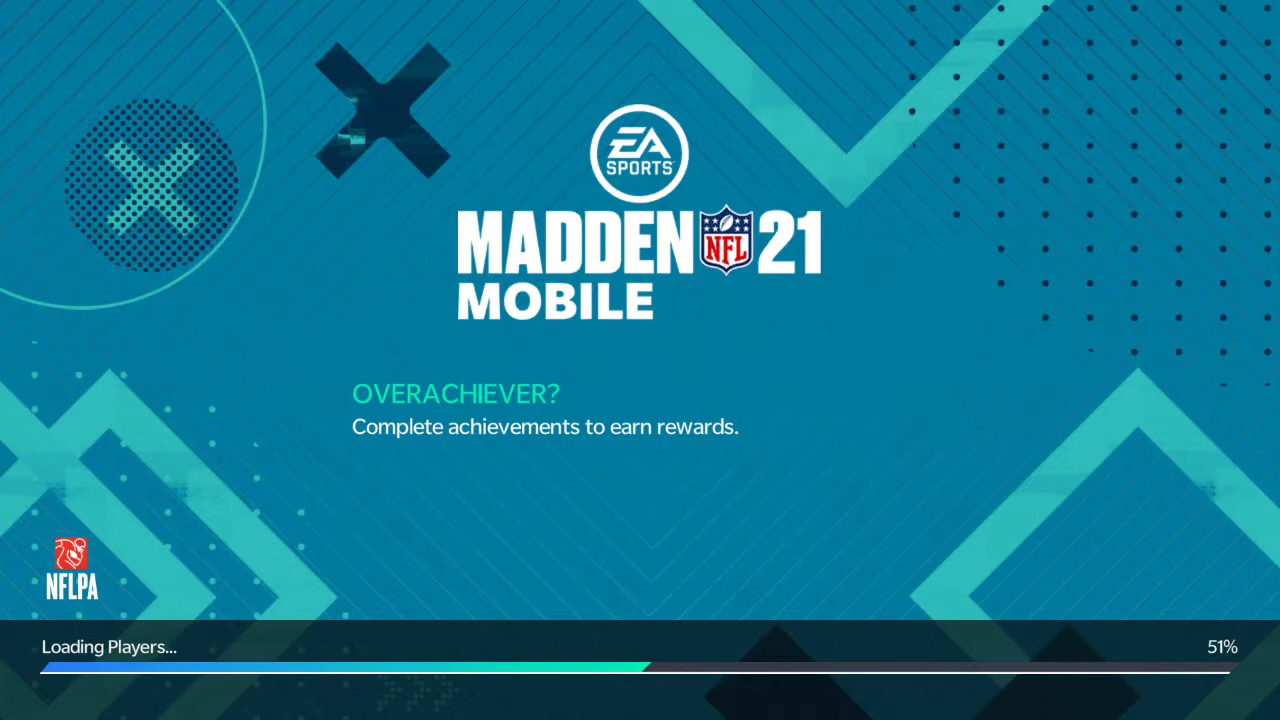 EA
SPORTS
MADDEN NFL 21
MOBILE
OVERACHIEVER?
Complete achievements to earn rewards.
NFLPA
Loading Players...
51%